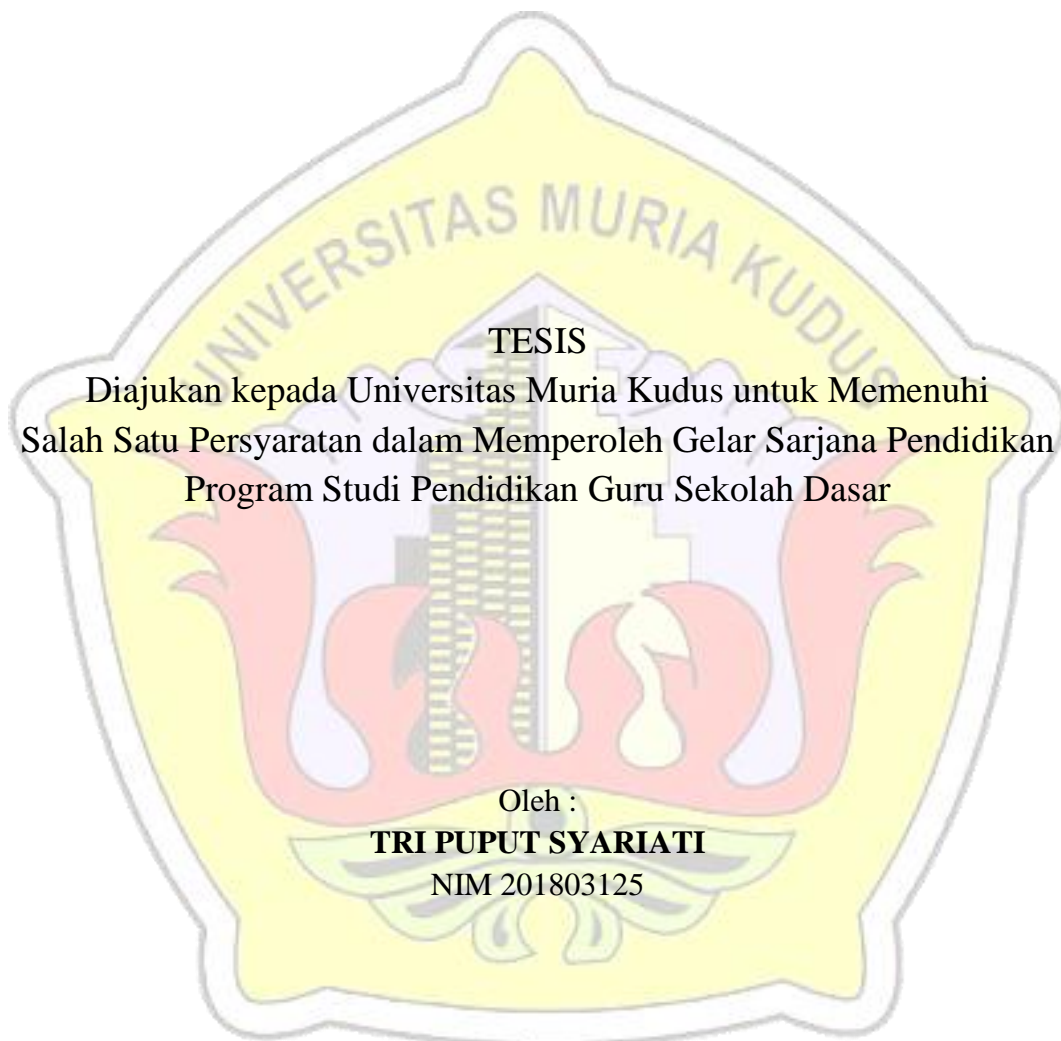 UNIVERSITAS MURIA KUDUS
TESIS
Diajukan kepada Universitas Muria Kudus untuk Memenuhi
Salah Satu Persyaratan dalam Memperoleh Gelar Sarjana Pendidikan
Program Studi Pendidikan Guru Sekolah Dasar
Oleh :
TRI PUPUT SYARIATI
NIM 201803125